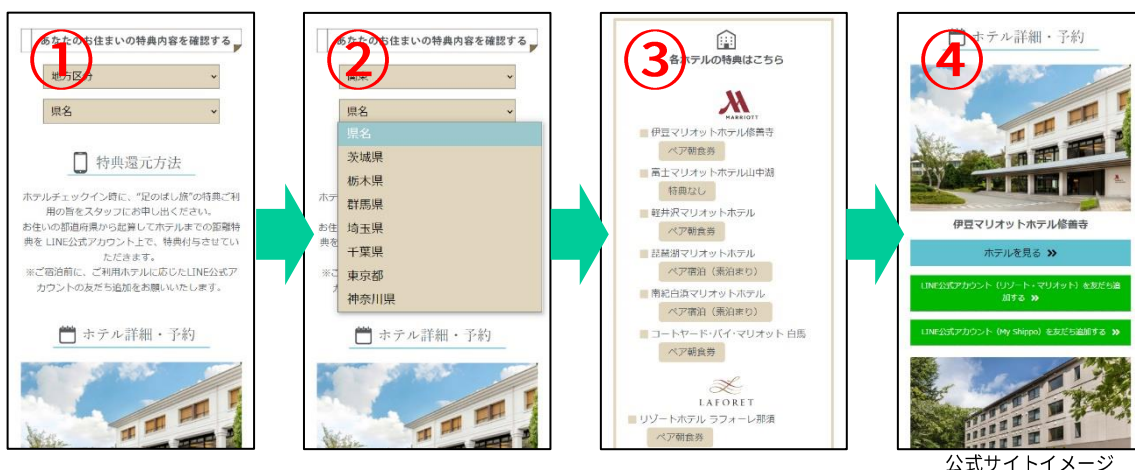 ①
あなたのお住まいの特典内容を確認する
地方区分
県名
特典還元方法
ホテルチェックイン時に、“足のばし旅”の特典ご利
用の旨をスタッフにお申し出ください。
お住いの都道府県から起算してホテルまでの距離特
典を LINE公式アカウント上で、特典付与させてい
ただきます。
※ご宿泊前に、ご利用ホテルに応じたLINE公式ア
カウントの友だち追加をお願いいたします。
ホテル詳細・予約
②
あなたのお住まいの特典内容を確認する
関東
県名
県名
茨城県
栃木県
群馬県
埼玉県
千葉県
東京都
神奈川県
ホテル詳細・予約
③
各ホテルの特典はこちら
MARRIOTT
伊豆マリオットホテル修善寺
ペア朝食券
富士マリオットホテル山中湖
特典なし
軽井沢マリオットホテル
ペア朝食券
琵琶湖マリオットホテル
ペア宿泊（素泊まり）
南紀白浜マリオットホテル
ペア宿泊（素泊まり）
コートヤード・バイ・マリオット 白馬
ペア朝食券
LAFORET
リゾートホテル ラフォーレ那須
ペア朝食券
④
ホテル詳細・予約
伊豆マリオットホテル修善寺
ホテルを見る »
LINE公式アカウント（リゾート・マリオット）を友だち追
加する »
LINE公式アカウント（My Shippo）を友だち追加する »
公式サイトイメージ